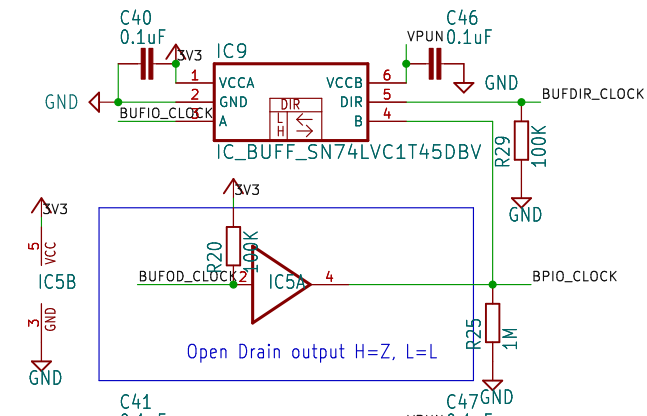 C40
0.1uF
C46
0.1uF
VPUN
3V3
IC9
1 VCCA
VCCB 6
GND
2 GND
DIR 5
BUFIO_CLOCK
3 A
B 4
DIR
L
H
GND
BUFDIR_CLOCK
IC_BUFF_SN74LVC1T45DBV
R29
100K
GND
3V3
3V3
5
VCC
IC5B
3
GND
GND
R20
100K
BUFOD_CLOCK
2
IC5A
4
BPIO_CLOCK
R25
1M
Open Drain output H=Z, L=L
GND
C41
C47